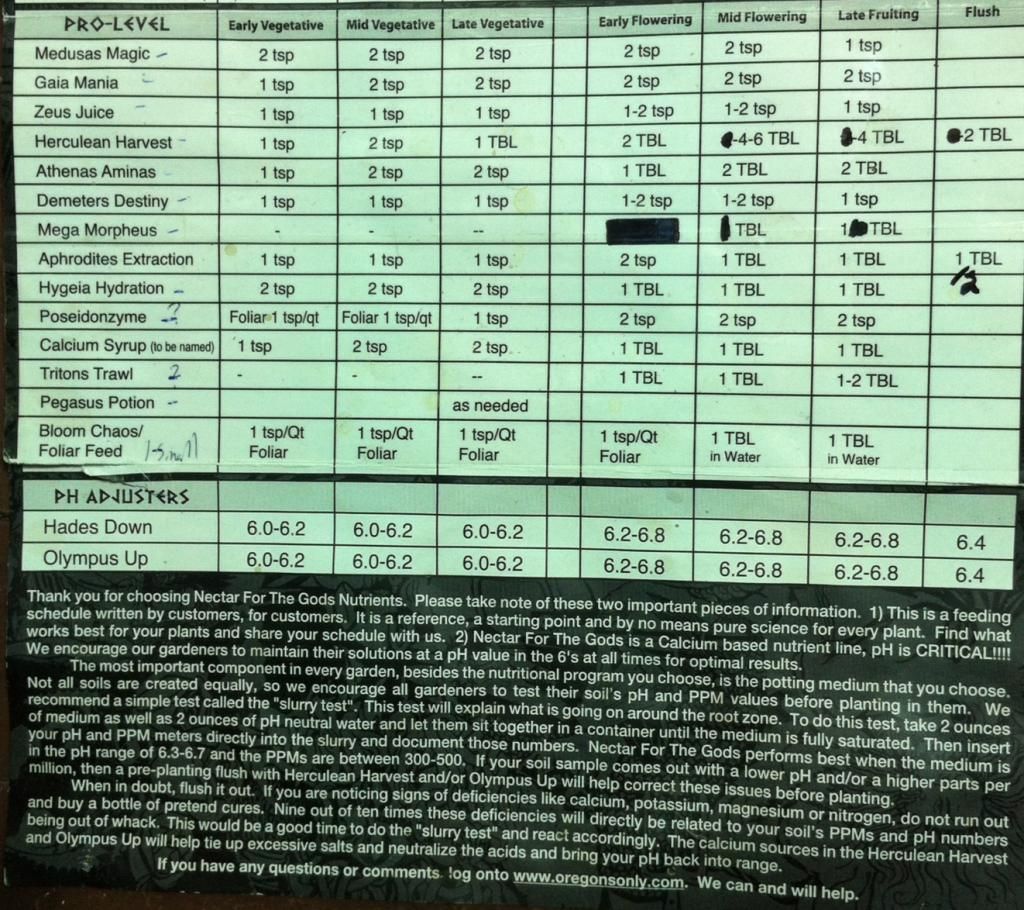 PRO-LEVEL Early Vegetative Mid Vegetative Late Vegetative Early Flowering Mid Flowering Late Fruiting Flush
Medusas Magic - 2 tsp 2 tsp 2 tsp 2 tsp 2 tsp 1 tsp
Gaia Mania - 1 tsp 2 tsp 2 tsp 2 tsp 2 tsp 2 tsp
Zeus Juice - 1 tsp 1 tsp 1 tsp 1-2 tsp 1-2 tsp 1 tsp
Herculean Harvest - 1 tsp 2 tsp 1 TBL 2 TBL -4-6 TBL -4 TBL -2 TBL
Athenas Aminas - 1 tsp 2 tsp 2 tsp 1 TBL 2 TBL 2 TBL
Demeters Destiny - 1 tsp 1 tsp 1 tsp 1-2 tsp 1-2 tsp 1 tsp
Mega Morpheus - - - -- TBL 1 TBL
Aphrodites Extraction 1 tsp 1 tsp 1 tsp 2 tsp 1 TBL 1 TBL 1 TBL
Hygeia Hydration - 2 tsp 2 tsp 2 tsp 1 TBL 1 TBL 1 TBL 1/2
Poseidonzyme ? Foliar 1 tsp/qt Foliar 1 tsp/qt 1 tsp 2 tsp 2 tsp 2 tsp
Calcium Syrup (to be named) 1 tsp 2 tsp 2 tsp 1 TBL 1 TBL 1 TBL
Tritons Trawl 2 - - -- 1 TBL 1 TBL 1-2 TBL
Pegasus Potion -- as needed
Bloom Chaos/ 1 tsp/Qt 1 tsp/Qt 1 tsp/Qt 1 tsp/Qt 1 TBL 1 TBL
Foliar Feed 1-Small Foliar Foliar Foliar Foliar in Water in Water
PH ADJUSTERS
Hades Down 6.0-6.2 6.0-6.2 6.0-6.2 6.2-6.8 6.2-6.8 6.2-6.8 6.4
Olympus Up 6.0-6.2 6.0-6.2 6.0-6.2 6.2-6.8 6.2-6.8 6.2-6.8 6.4
Thank you for choosing Nectar For The Gods Nutrients. Please take note of these two important pieces of information. 1) This is a feeding
schedule written by customers, for customers. It is a reference, a starting point and by no means pure science for every plant. Find what
works best for your plants and share your schedule with us. 2) Nectar For The Gods is a Calcium based nutrient line, pH is CRITICAL!!!!
We encourage our gardeners to maintain their solutions at a pH value in the 6's at all times for optimal results.
The most important component in every garden, besides the nutritional program you choose, is the potting medium that you choose.
Not all soils are created equally, so we encourage all gardeners to test their soil's pH and PPM values before planting in them. We
recommend a simple test called the "slurry test". This test will explain what is going on around the root zone. To do this test, take 2 ounces
of medium as well as 2 ounces of pH neutral water and let them sit together in a container until the medium is fully saturated. Then insert
your pH and PPM meters directly into the slurry and document those numbers. Nectar For The Gods performs best when the medium is
in the pH range of 6.3-6.7 and the PPMs are between 300-500. If your soil sample comes out with a lower pH and/or a higher parts per
million, then a pre-planting flush with Herculean Harvest and/or Olympus Up will help correct these issues before planting.
When in doubt, flush it out. If you are noticing signs of deficiencies like calcium, potassium, magnesium or nitrogen, do not run out
and buy a bottle of pretend cures. Nine out of ten times these deficiencies will directly be related to your soil's PPMs and pH numbers
being out of whack. This would be a good time to do the "slurry test" and react accordingly. The calcium sources in the Herculean Harvest
and Olympus Up will help tie up excessive salts and neutralize the acids and bring your pH back into range.
If you have any questions or comments log onto www.oregonsonly.com. We can and will help.